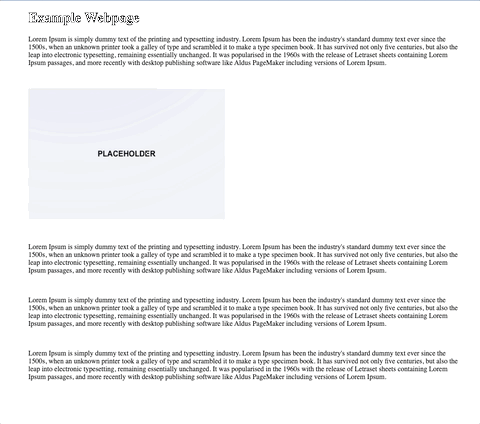 Example Webpage
Lorem Ipsum is simply dummy text of the printing and typesetting industry. Lorem Ipsum has been the industry's standard dummy text ever since the
1500s, when an unknown printer took a galley of type and scrambled it to make a type specimen book. It has survived not only five centuries, but also the
leap into electronic typesetting, remaining essentially unchanged. It was popularised in the 1960s with the release of Letraset sheets containing Lorem
Ipsum passages, and more recently with desktop publishing software like Aldus PageMaker including versions of Lorem Ipsum.
PLACEHOLDER
Lorem Ipsum is simply dummy text of the printing and typesetting industry. Lorem Ipsum has been the industry's standard dummy text ever since the
1500s, when an unknown printer took a galley of type and scrambled it to make a type specimen book. It has survived not only five centuries, but also the
leap into electronic typesetting, remaining essentially unchanged. It was popularised in the 1960s with the release of Letraset sheets containing Lorem
Ipsum passages, and more recently with desktop publishing software like Aldus PageMaker including versions of Lorem Ipsum.
Lorem Ipsum is simply dummy text of the printing and typesetting industry. Lorem Ipsum has been the industry's standard dummy text ever since the
1500s, when an unknown printer took a galley of type and scrambled it to make a type specimen book. It has survived not only five centuries, but also the
leap into electronic typesetting, remaining essentially unchanged. It was popularised in the 1960s with the release of Letraset sheets containing Lorem
Ipsum passages, and more recently with desktop publishing software like Aldus PageMaker including versions of Lorem Ipsum.
Lorem Ipsum is simply dummy text of the printing and typesetting industry. Lorem Ipsum has been the industry's standard dummy text ever since the
1500s, when an unknown printer took a galley of type and scrambled it to make a type specimen book. It has survived not only five centuries, but also the
leap into electronic typesetting, remaining essentially unchanged. It was popularised in the 1960s with the release of Letraset sheets containing Lorem
Ipsum passages, and more recently with desktop publishing software like Aldus PageMaker including versions of Lorem Ipsum.